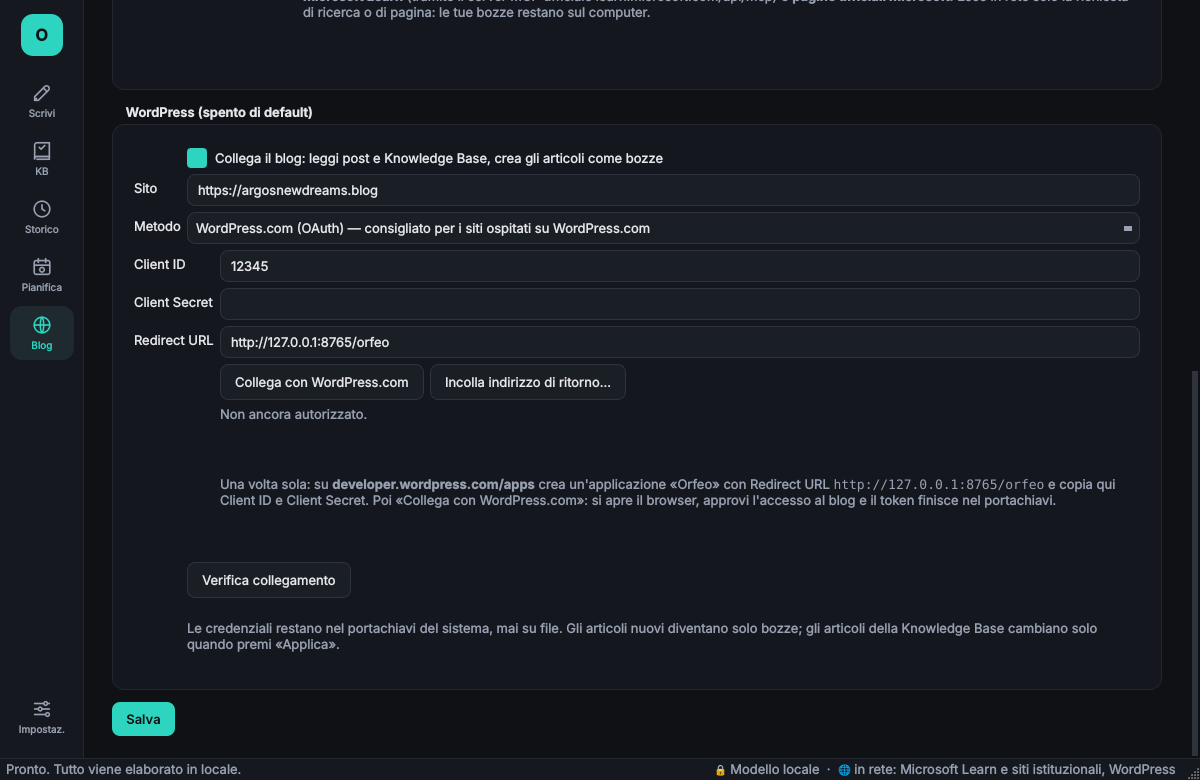 O
Scrivi
KB
Storico
Pianifica
Blog
Impostaz.
di ricerca o di pagina: le tue bozze restano sul computer.
WordPress (spento di default)
Collega il blog: leggi post e Knowledge Base, crea gli articoli come bozze
Sito
https://argosnewdreams.blog
Metodo
WordPress.com (OAuth) — consigliato per i siti ospitati su WordPress.com
Client ID
12345
Client Secret
Redirect URL
http://127.0.0.1:8765/orfeo
Collega con WordPress.com
Incolla indirizzo di ritorno...
Non ancora autorizzato.
Una volta sola: su developer.wordpress.com/apps crea un'applicazione «Orfeo» con Redirect URL http://127.0.0.1:8765/orfeo e copia qui
Client ID e Client Secret. Poi «Collega con WordPress.com»: si apre il browser, approvi l'accesso al blog e il token finisce nel portachiavi.
Verifica collegamento
Le credenziali restano nel portachiavi del sistema, mai su file. Gli articoli nuovi diventano solo bozze; gli articoli della Knowledge Base cambiano solo
quando premi «Applica».
Salva
Pronto. Tutto viene elaborato in locale.
Modello locale · in rete: Microsoft Learn e siti istituzionali, WordPress